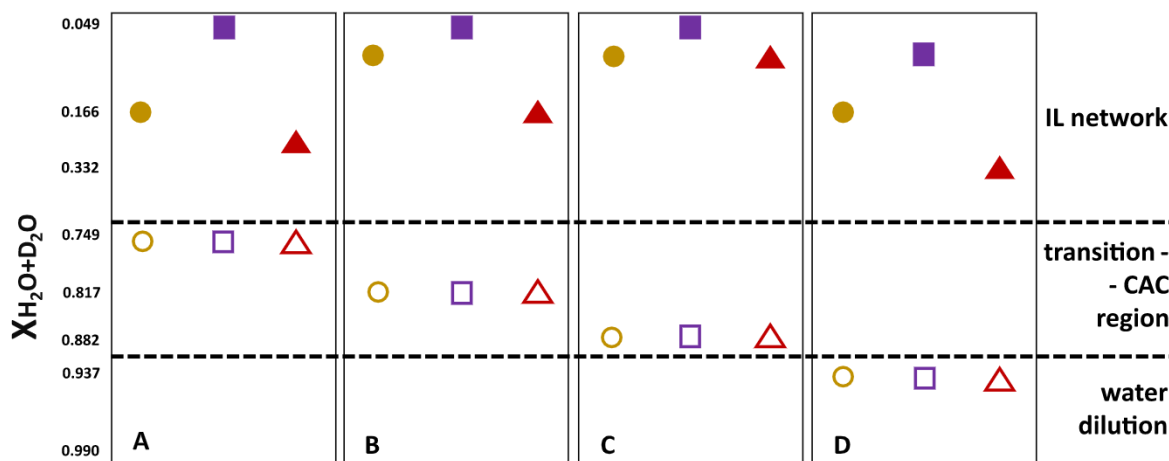 0.049
0.166
0.332
0.749
0.817
0.882
0.937
0.990
XH₂O+D₂O
A
B
C
D
IL network
transition -
- CAC
region
water
dilution